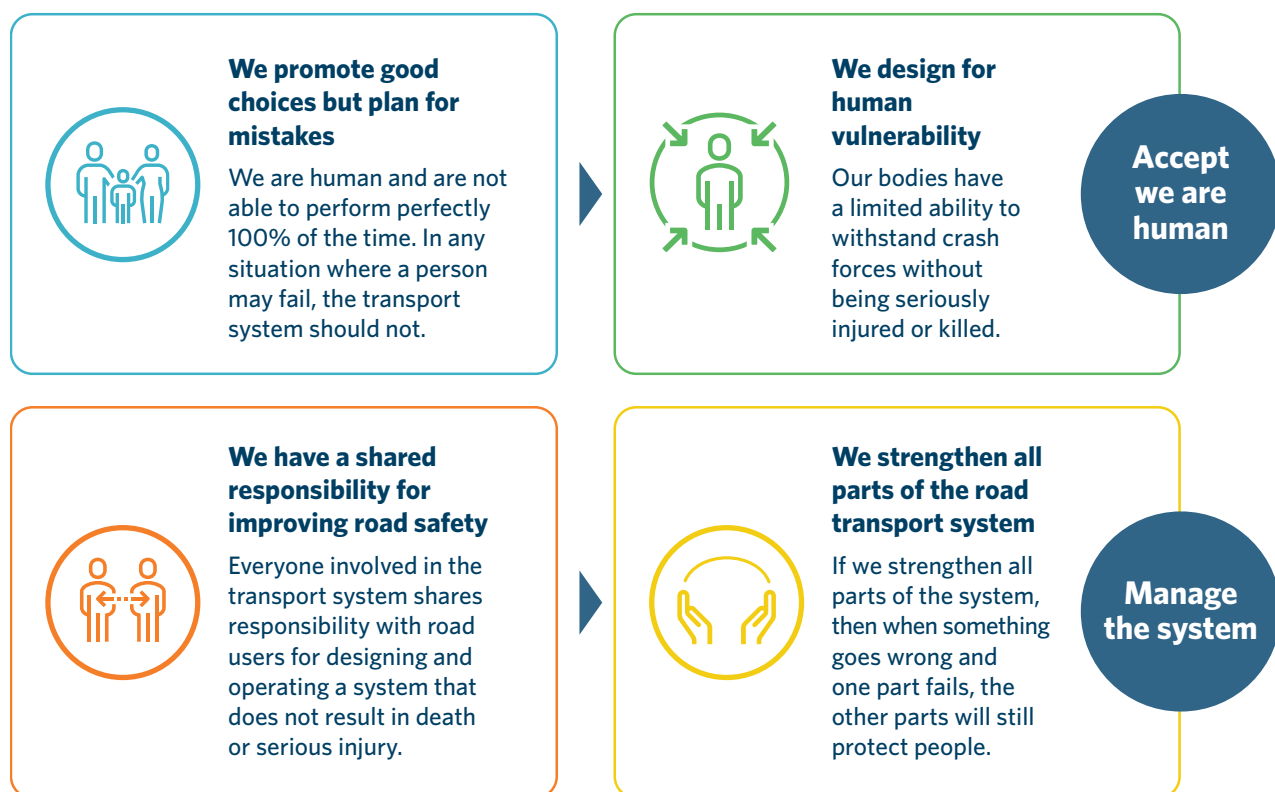 We promote good
choices but plan for
mistakes
We are human and are not
able to perform perfectly
100% of the time. In any
situation where a person
may fail, the transport
system should not.
We design for
human
vulnerability
Our bodies have
a limited ability to
withstand crash
forces without
being seriously
injured or killed.
Accept
we are
human
We have a shared
responsibility for
improving road safety
Everyone involved in the
transport system shares
responsibility with road
users for designing and
operating a system that
does not result in death
or serious injury.
We strengthen all
parts of the road
transport system
If we strengthen all
parts of the system,
then when something
goes wrong and
one part fails, the
other parts will still
protect people.
Manage
the system